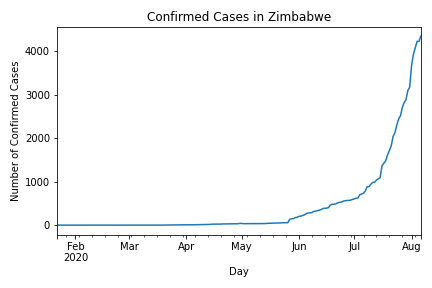 Confirmed Cases in Zimbabwe
Number of Confirmed Cases
4000
3000
2000
1000
0
Feb Mar Apr May Jun Jul Aug
2020
Day